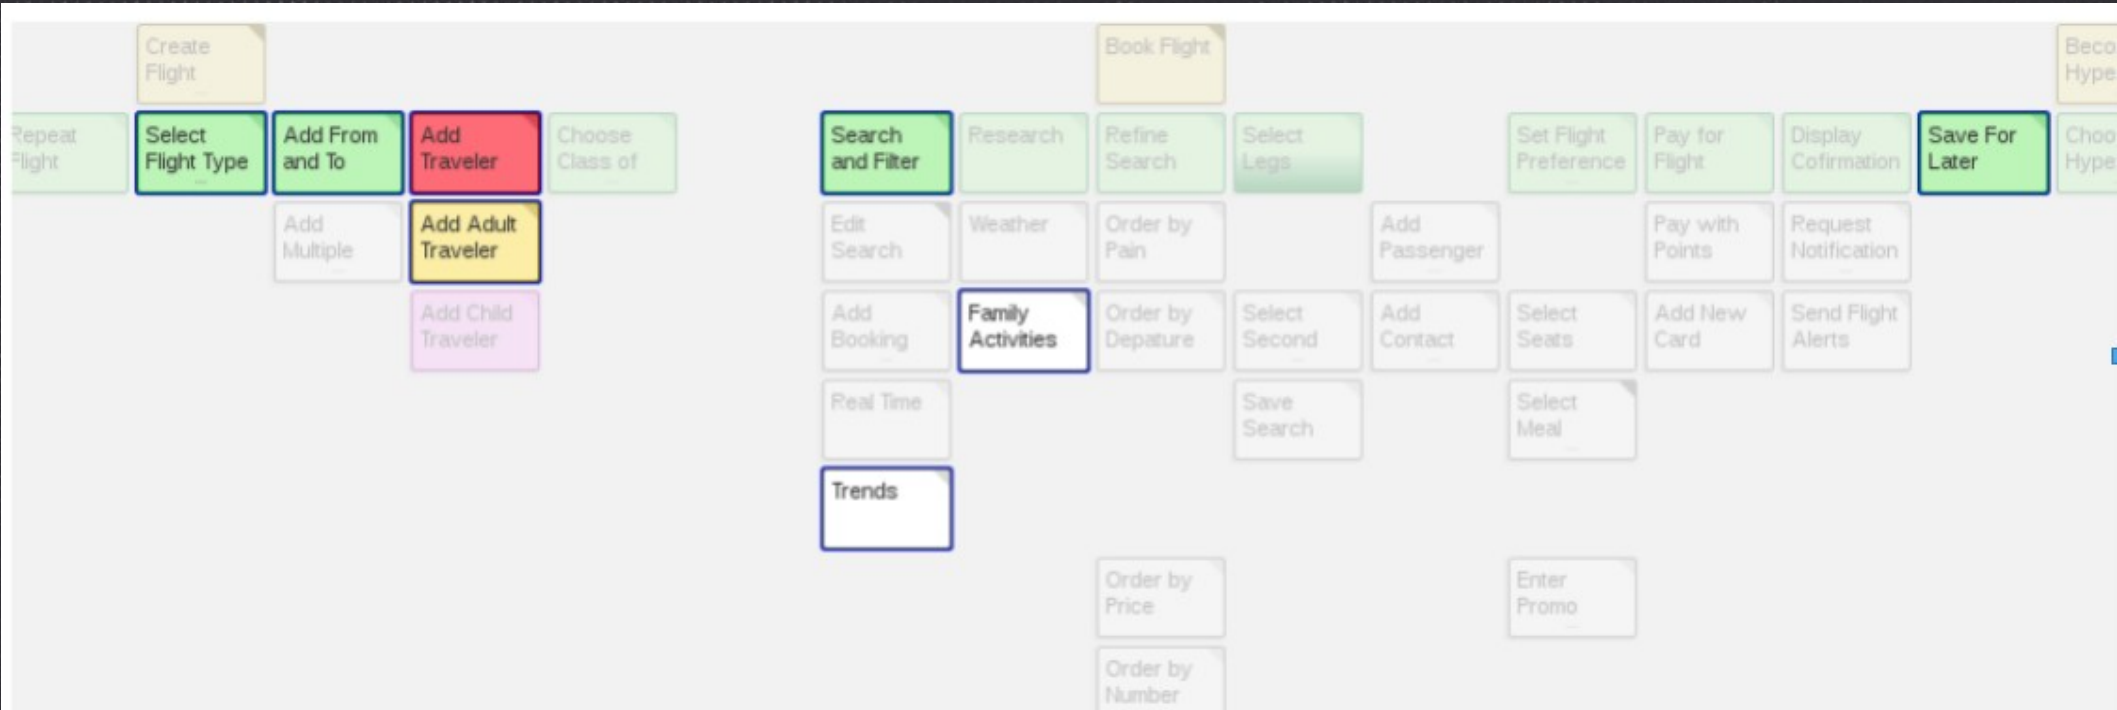 Create
Flight
Book Flight
Beco
Hype
Repeat
Flight
Select
Flight Type
Add From
and To
Add
Traveler
Choose
Class of
Search
and Filter
Research
Refine
Search
Select
Legs
Set Flight
Preference
Pay for
Flight
Display
Cofirmation
Save For
Later
Choo
Hype
Add
Multiple
Add Adult
Traveler
Edit
Search
Weather
Order by
Pain
Add
Passenger
Pay with
Points
Request
Notification
Add Child
Traveler
Add
Booking
Family
Activities
Order by
Depature
Select
Second
Add
Contact
Select
Seats
Add New
Card
Send Flight
Alerts
Real Time
Save
Search
Select
Meal
Trends
Order by
Price
Enter
Promo
Order by
Number